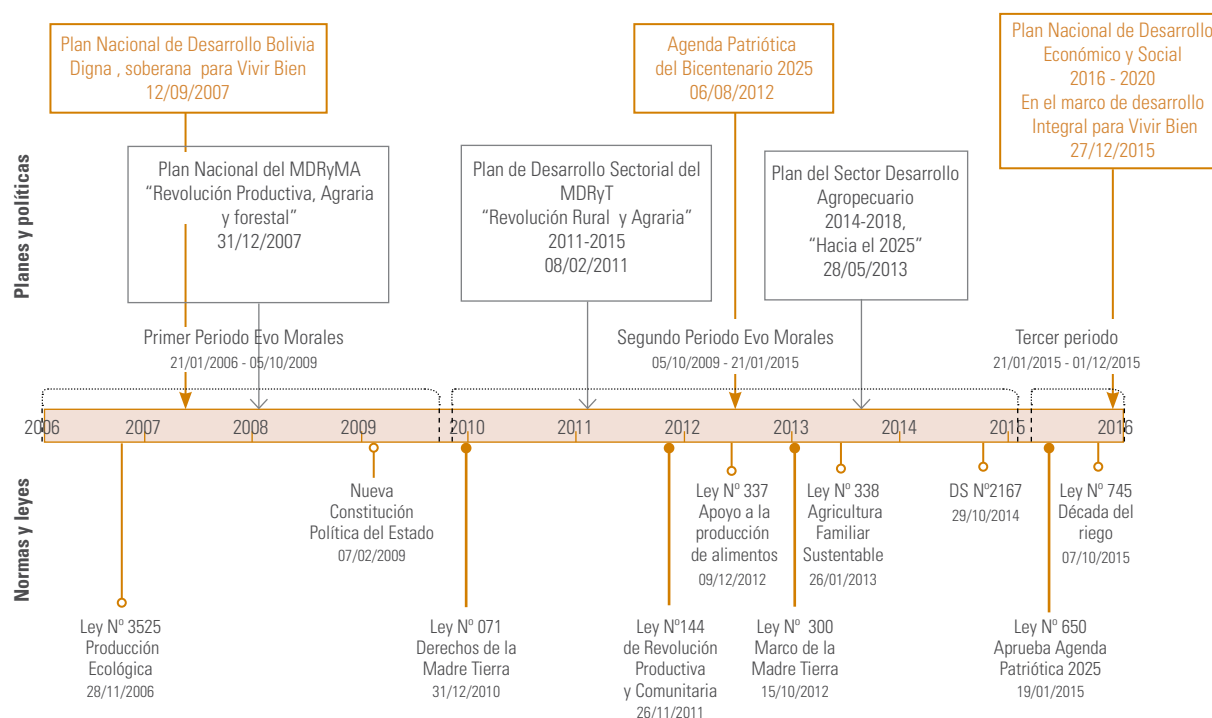 Planes y políticas
Plan Nacional de Desarrollo Bolivia
Digna , soberana para Vivir Bien
12/09/2007
Agenda Patriótica
del Bicentenario 2025
06/08/2012
Plan Nacional de Desarrollo
Económico y Social
2016 - 2020
En el marco de desarrollo
Integral para Vivir Bien
27/12/2015
Plan Nacional del MDRyMA
“Revolución Productiva, Agraria
y forestal”
31/12/2007
Plan de Desarrollo Sectorial del
MDRyT
“Revolución Rural y Agraria”
2011-2015
08/02/2011
Plan del Sector Desarrollo
Agropecuario
2014-2018,
“Hacia el 2025”
28/05/2013
Primer Periodo Evo Morales
21/01/2006 - 05/10/2009
Segundo Periodo Evo Morales
05/10/2009 - 21/01/2015
Tercer periodo
21/01/2015 - 01/12/2015
2006 2007 2008 2009 2010 2011 2012 2013 2014 2015 2016
Normas y leyes
Nueva
Constitución
Política del Estado
07/02/2009
Ley Nº 337
Apoyo a la
producción
de alimentos
09/12/2012
Ley Nº 338
Agricultura
Familiar
Sustentable
26/01/2013
DS Nº2167
29/10/2014
Ley Nº 745
Década del
riego
07/10/2015
Ley Nº 3525
Producción
Ecológica
28/11/2006
Ley Nº 071
Derechos de la
Madre Tierra
31/12/2010
Ley Nº144
de Revolución
Productiva
y Comunitaria
26/11/2011
Ley Nº 300
Marco de la
Madre Tierra
15/10/2012
Ley Nº 650
Aprueba Agenda
Patriótica 2025
19/01/2015